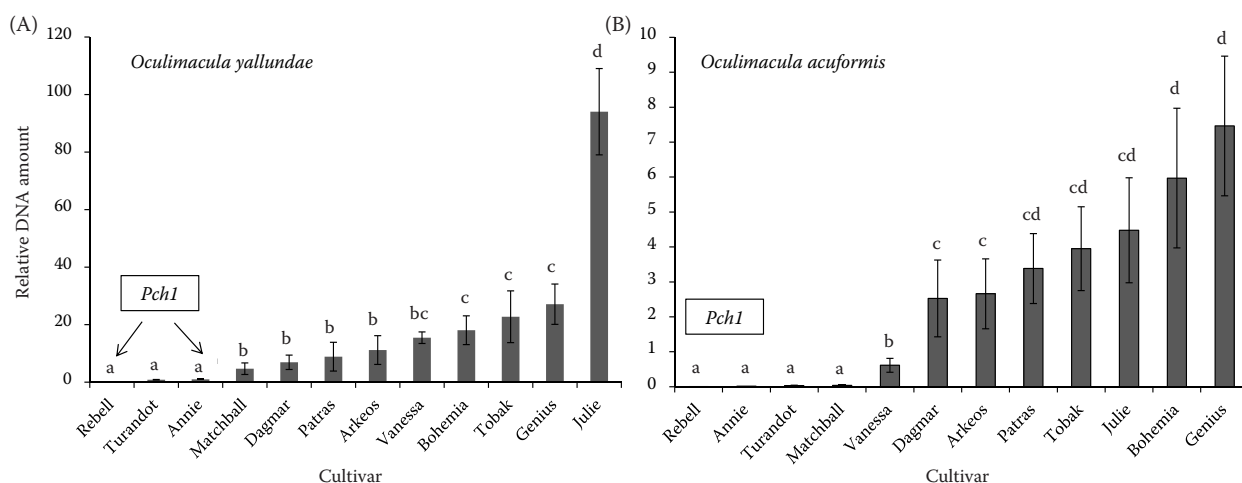 (A)
120
100
80
60
40
20
0
Relative DNA amount
Oculimacula yallundae
Pch1
a
a
a
b
b
b
b
bc
c
c
c
d
Rebell
Turandot
Annie
Matchball
Dagmar
Patras
Arkeos
Vanessa
Bohemia
Tobak
Genius
Julie
Cultivar
(B)
10
9
8
7
6
5
4
3
2
1
0
Oculimacula acuformis
Pch1
a
a
a
a
b
c
c
cd
cd
cd
d
d
Rebell
Annie
Turandot
Matchball
Vanessa
Dagmar
Arkeos
Patras
Tobak
Julie
Bohemia
Genius
Cultivar